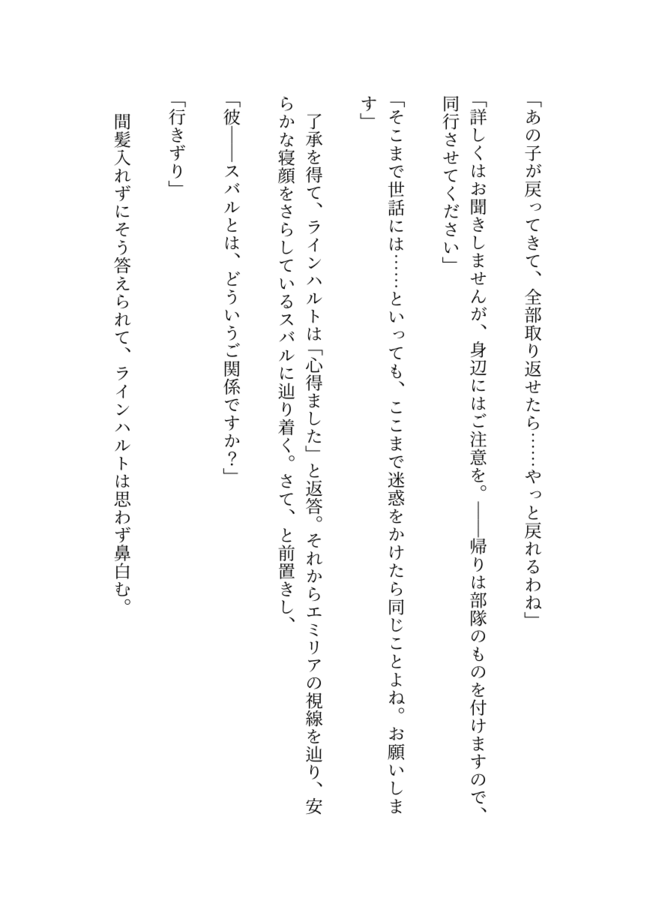 「あの子が戻ってきて、全部取り返せたら……やっと戻れるわね」
「詳しくはお聞きしませんが、身辺にはご注意を。――帰りは部隊のものを付けますので、
同行させてください」
「そこまで世話には……といっても、ここまで迷惑をかけたら同じことよね。お願いしま
す」
　了承を得て、ラインハルトは「心得ました」と返答。それからエミリアの視線を辿り、安
らかな寝顔をさらしているスバルに辿り着く。さて、と前置きし、
「彼――スバルとは、どういうご関係ですか？」
「行きずり」
　間髪入れずにそう答えられて、ラインハルトは思わず鼻白む。